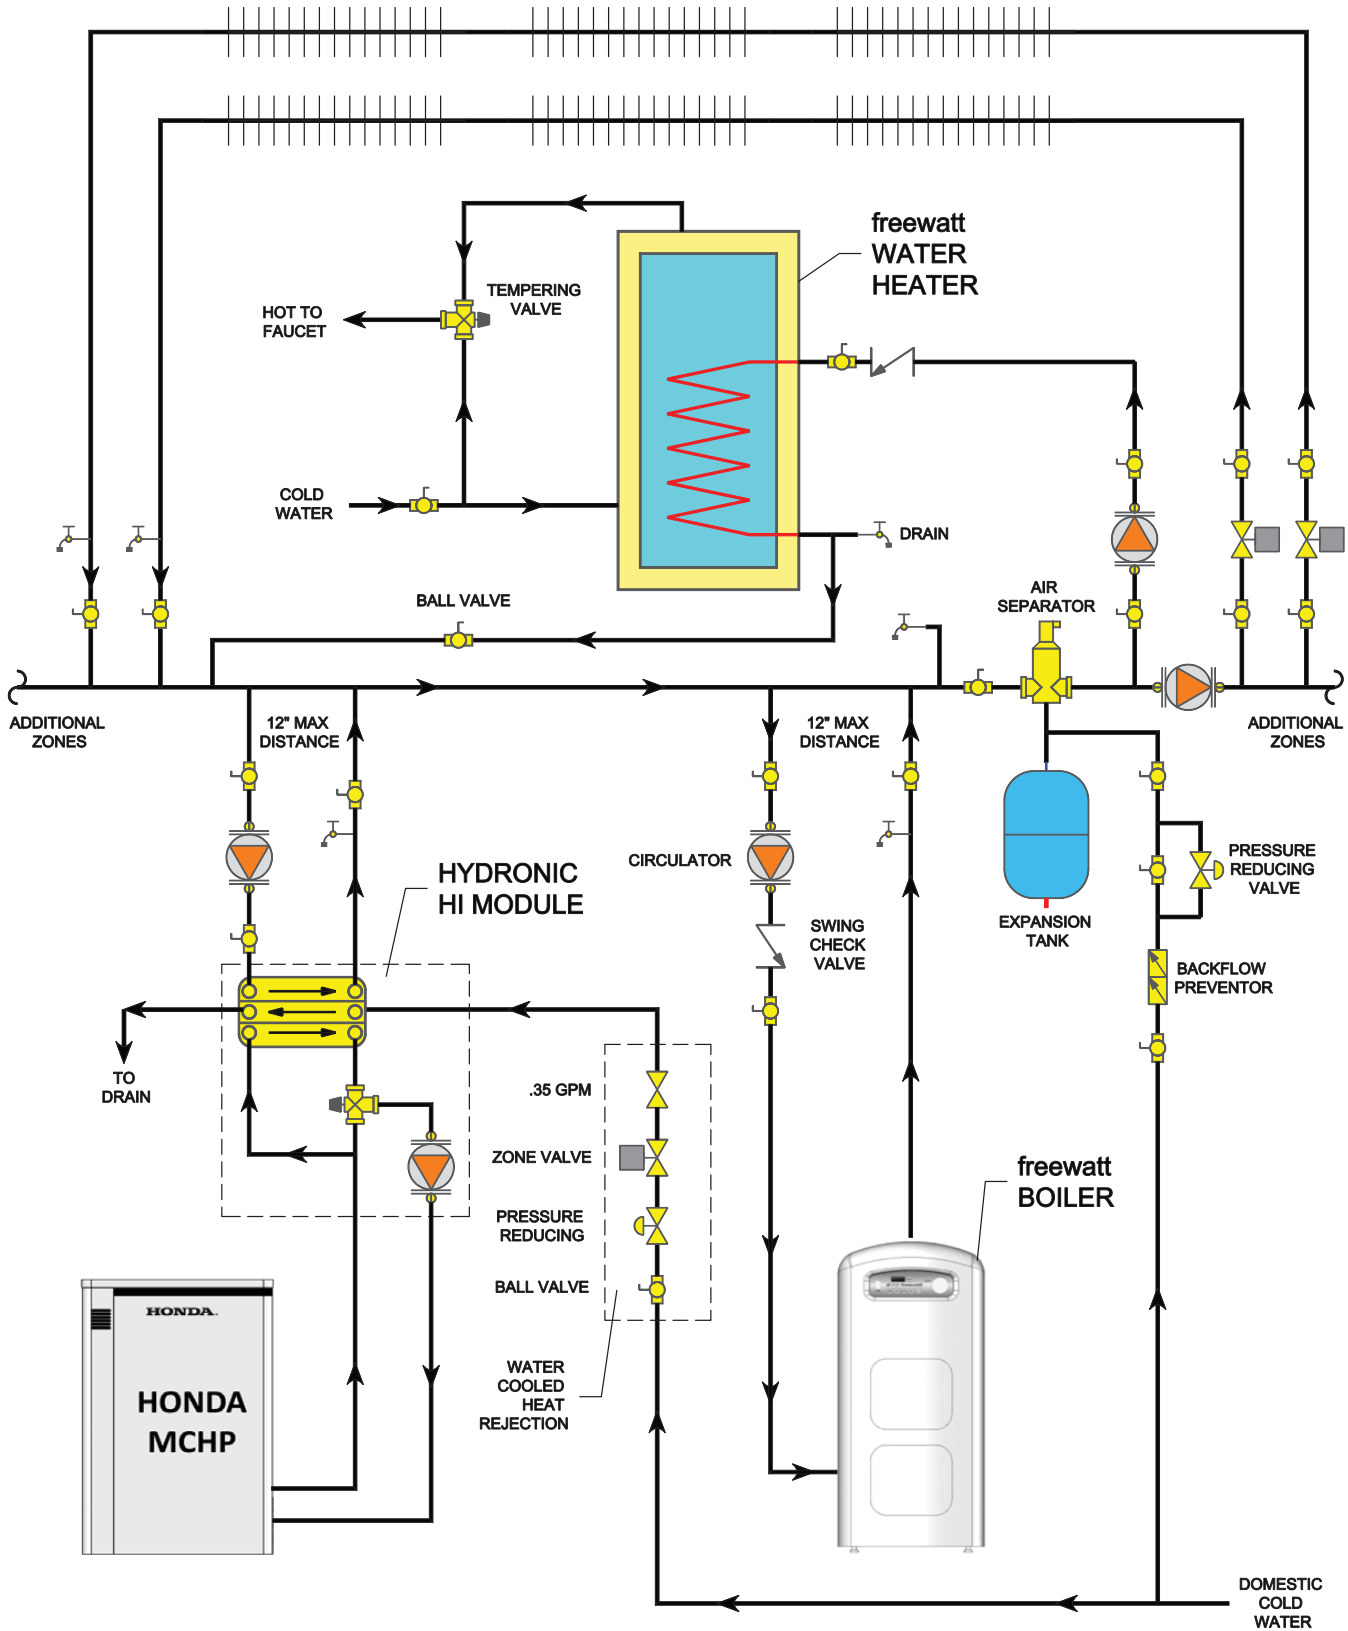 freewatt
WATER
HEATER
TEMPERING
VALVE
HOT TO
FAUCET
COLD
WATER
DRAIN
BALL VALVE
AIR
SEPARATOR
ADDITIONAL
ZONES
12" MAX
DISTANCE
12" MAX
DISTANCE
ADDITIONAL
ZONES
CIRCULATOR
PRESSURE
REDUCING
VALVE
HYDRONIC
HI MODULE
SWING
CHECK
VALVE
EXPANSION
TANK
BACKFLOW
PREVENTOR
TO
DRAIN
.35 GPM
ZONE VALVE
PRESSURE
REDUCING
BALL VALVE
freewatt
BOILER
HONDA
HONDA
MCHP
WATER
COOLED
HEAT
REJECTION
DOMESTIC
COLD
WATER